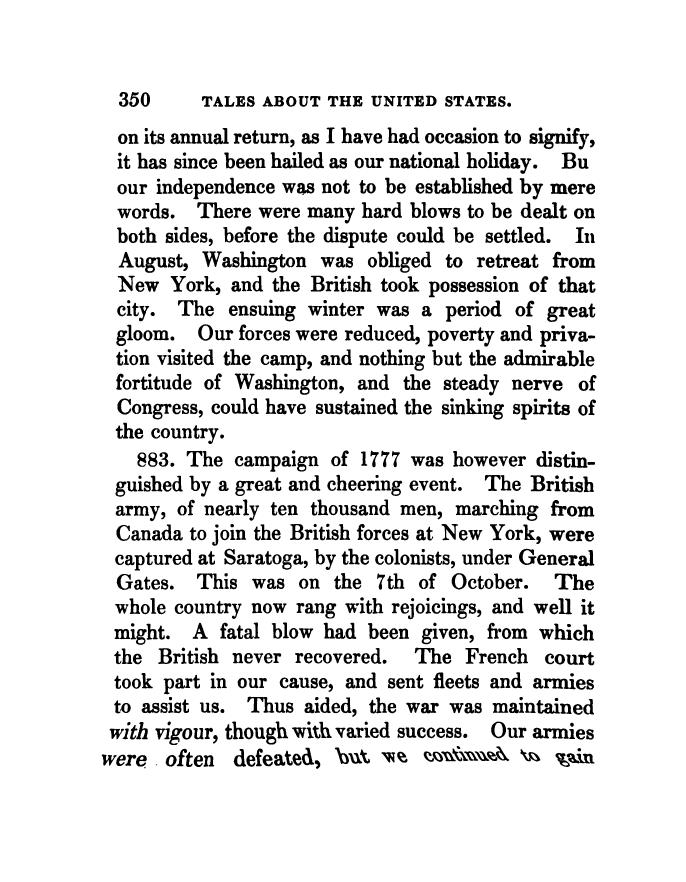 350 TALES ABOUT THE UNITED STATES.
on its annual return, as I have had occasion to signify,
it has since been hailed as our national holiday. Bu
our independence was not to be established by mere
words. There were many hard blows to be dealt on
both sides, before the dispute could be settled. In
August, Washington was obliged to retreat from
New York, and the British took possession of that
city. The ensuing winter was a period of great
gloom. Our forces were reduced, poverty and priva-
tion visited the camp, and nothing but the admirable
fortitude of Washington, and the steady nerve of
Congress, could have sustained the sinking spirits of
the country.
883. The campaign of 1777 was however distin-
guished by a great and cheering event. The British
army, of nearly ten thousand men, marching from
Canada to join the British forces at New York, were
captured at Saratoga, by the colonists, under General
Gates. This was on the 7th of October. The
whole country now rang with rejoicings, and well it
might. A fatal blow had been given, from which
the British never recovered. The French court
took part in our cause, and sent fleets and armies
to assist us. Thus aided, the war was maintained
with vigour, though with varied success. Our armies
were often defeated, but we continued to gain